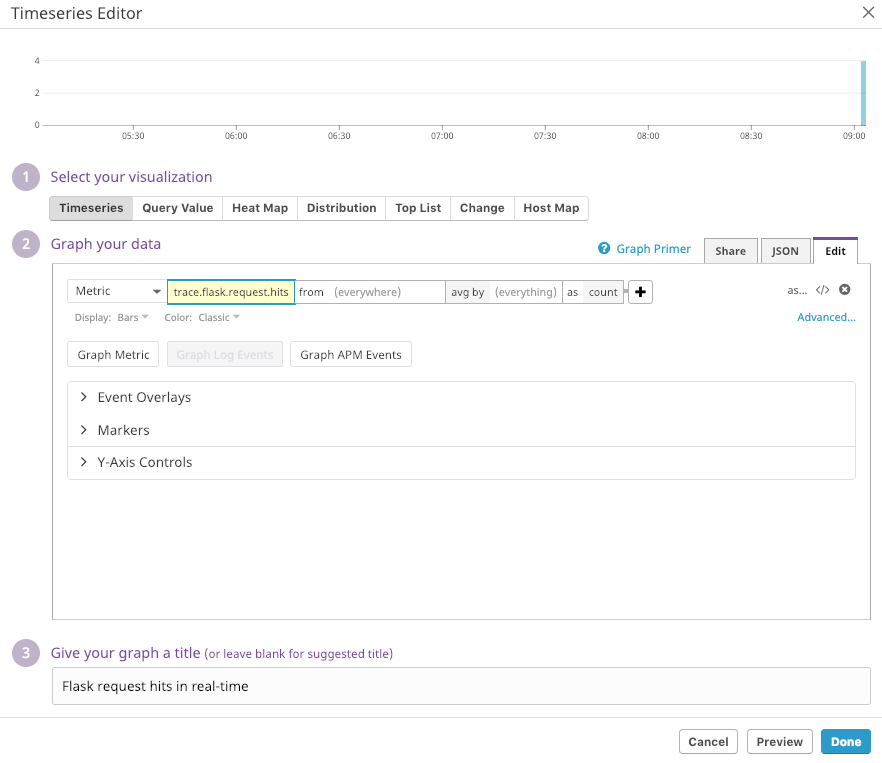 Timeseries Editor
4
2
0
05:30 06:00 06:30 07:00 07:30 08:00 08:30 09:00
1 Select your visualization
Timeseries Query Value Heat Map Distribution Top List Change Host Map
2 Graph your data
? Graph Primer Share JSON Edit
Metric trace.flask.request.hits from (everywhere) avg by (everything) as count + as... </>
Display: Bars Color: Classic Advanced...
Graph Metric Graph Log Events Graph APM Events
Event Overlays
Markers
Y-Axis Controls
3 Give your graph a title (or leave blank for suggested title)
Flask request hits in real-time
Cancel Preview Done